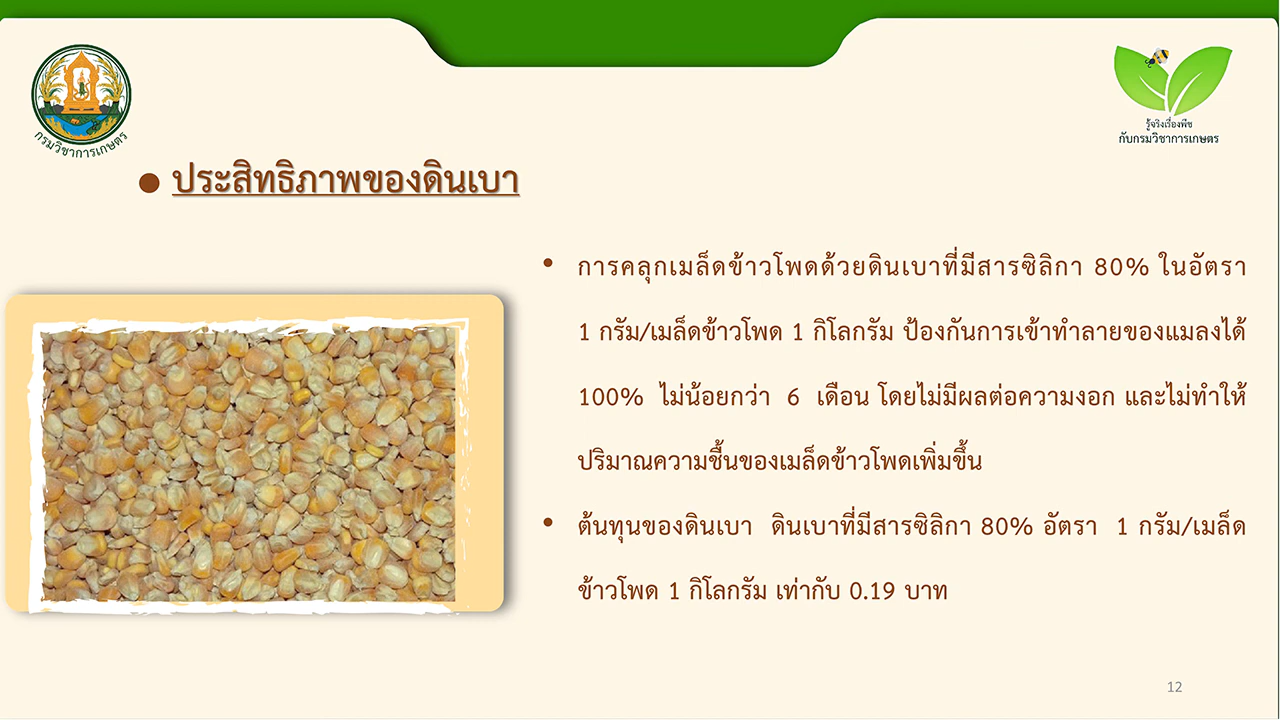 กรมวิชาการเกษตร
รู้จริงเรื่องพืช
กับกรมวิชาการเกษตร
• ประสิทธิภาพของดินเบา
• การคลุกเมล็ดข้าวโพดด้วยดินเบาที่มีสารซิลิกา 80% ในอัตรา
1 กรัม/เมล็ดข้าวโพด 1 กิโลกรัม ป้องกันการเข้าทำลายของแมลงได้
100% ไม่น้อยกว่า 6 เดือน โดยไม่มีผลต่อความงอก และไม่ทำให้
ปริมาณความชื้นของเมล็ดข้าวโพดเพิ่มขึ้น
• ต้นทุนของดินเบา ดินเบาที่มีสารซิลิกา 80% อัตรา 1 กรัม/เมล็ด
ข้าวโพด 1 กิโลกรัม เท่ากับ 0.19 บาท
12